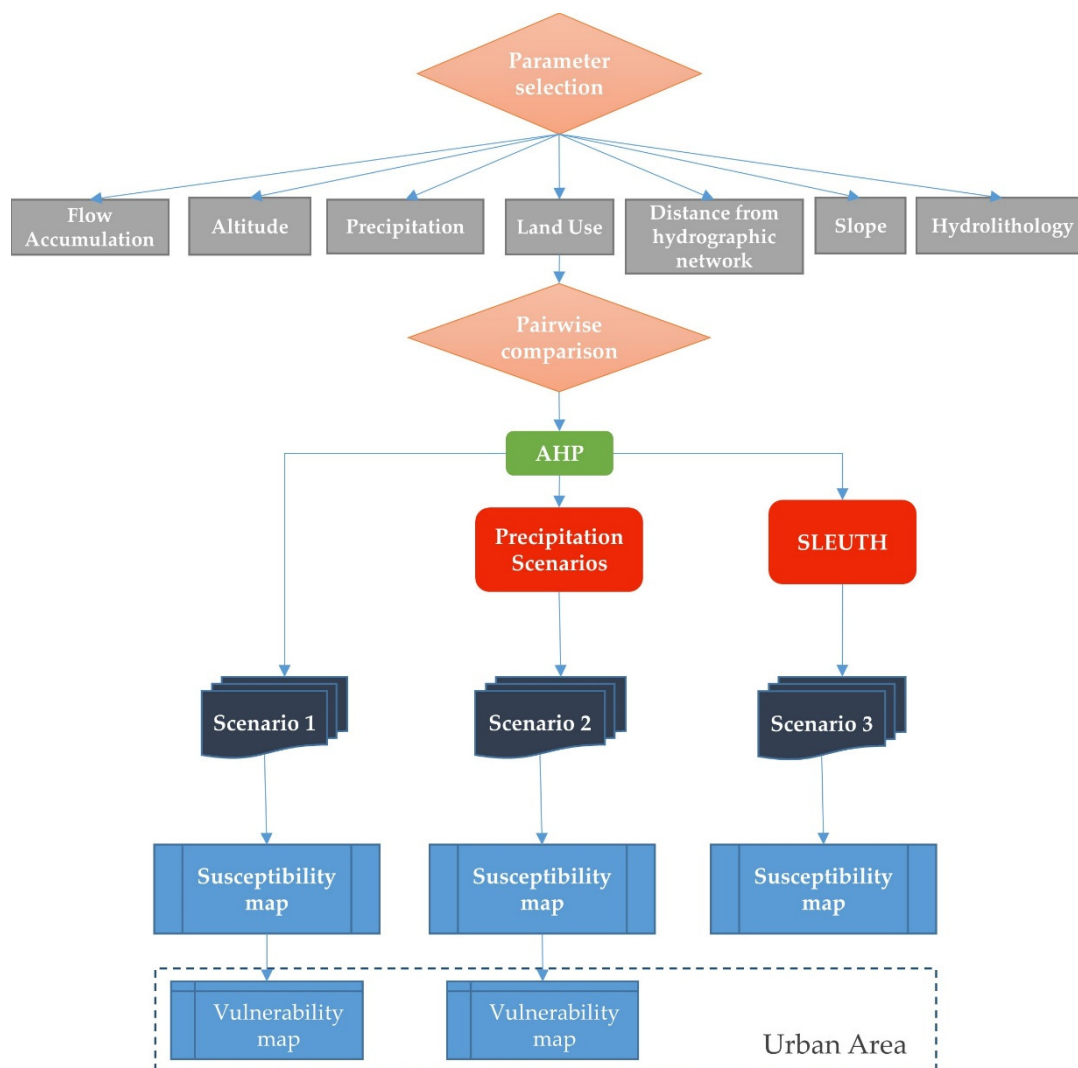 Parameter
selection
Flow
Accumulation
Altitude
Precipitation
Land Use
Distance from
hydrographic
network
Slope
Hydrolithology
Pairwise
comparison
AHP
Precipitation
Scenarios
SLEUTH
Scenario 1
Scenario 2
Scenario 3
Susceptibility
map
Susceptibility
map
Susceptibility
map
Vulnerability
map
Vulnerability
map
Urban Area